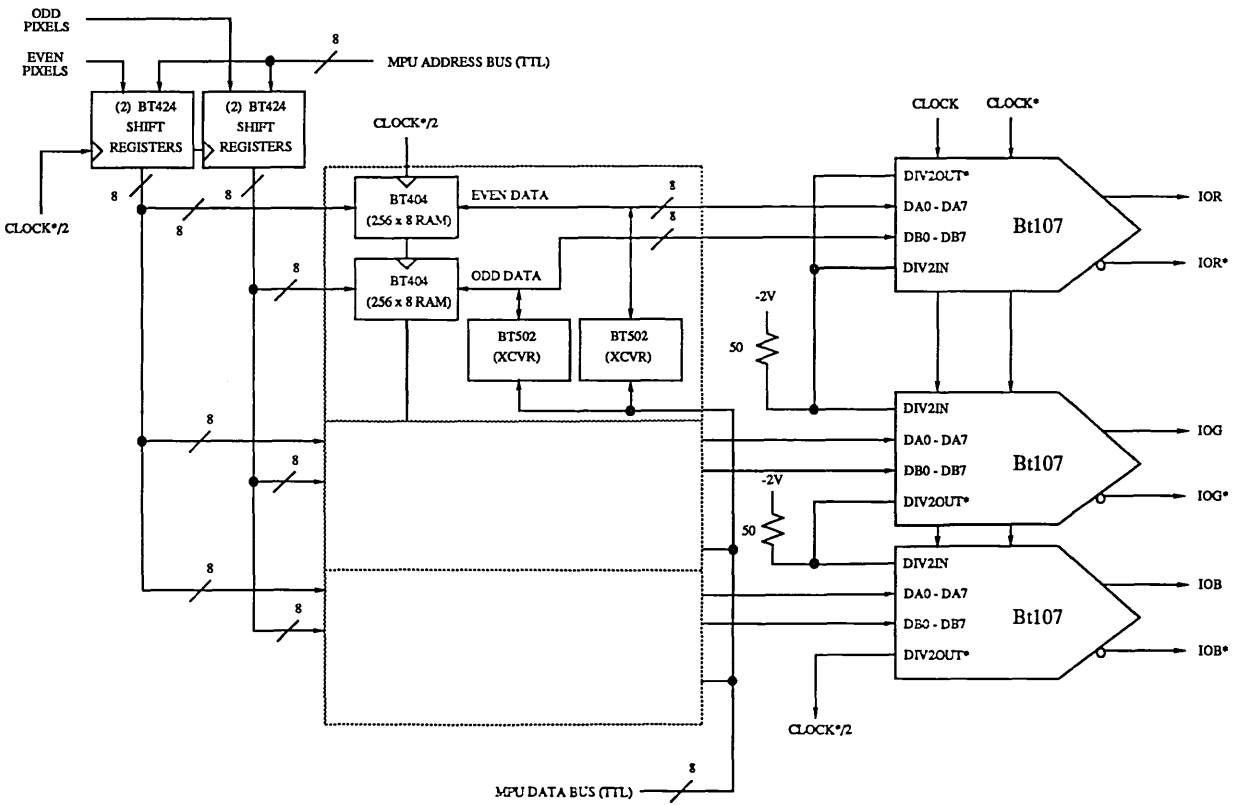 ODD
PIXELS
EVEN
PIXELS
8
MPU ADDRESS BUS (TTL)
(2) BT424
SHIFT
REGISTERS
(2) BT424
SHIFT
REGISTERS
CLOCK*/2
CLOCK
CLOCK*
8
8
8
CLOCK*/2
BT404
(256 x 8 RAM)
EVEN DATA
8
8
8
BT404
(256 x 8 RAM)
ODD DATA
BT502
(XCVR)
BT502
(XCVR)
DIV2OUT*
DA0 - DA7
DB0 - DB7
DIV2IN
Bt107
IOR
IOR*
-2V
50
8
8
DIV2IN
DA0 - DA7
DB0 - DB7
DIV2OUT*
Bt107
IOG
IOG*
-2V
50
8
8
DIV2IN
DA0 - DA7
DB0 - DB7
DIV2OUT*
Bt107
IOB
IOB*
CLOCK*/2
MPU DATA BUS (TTL)
8